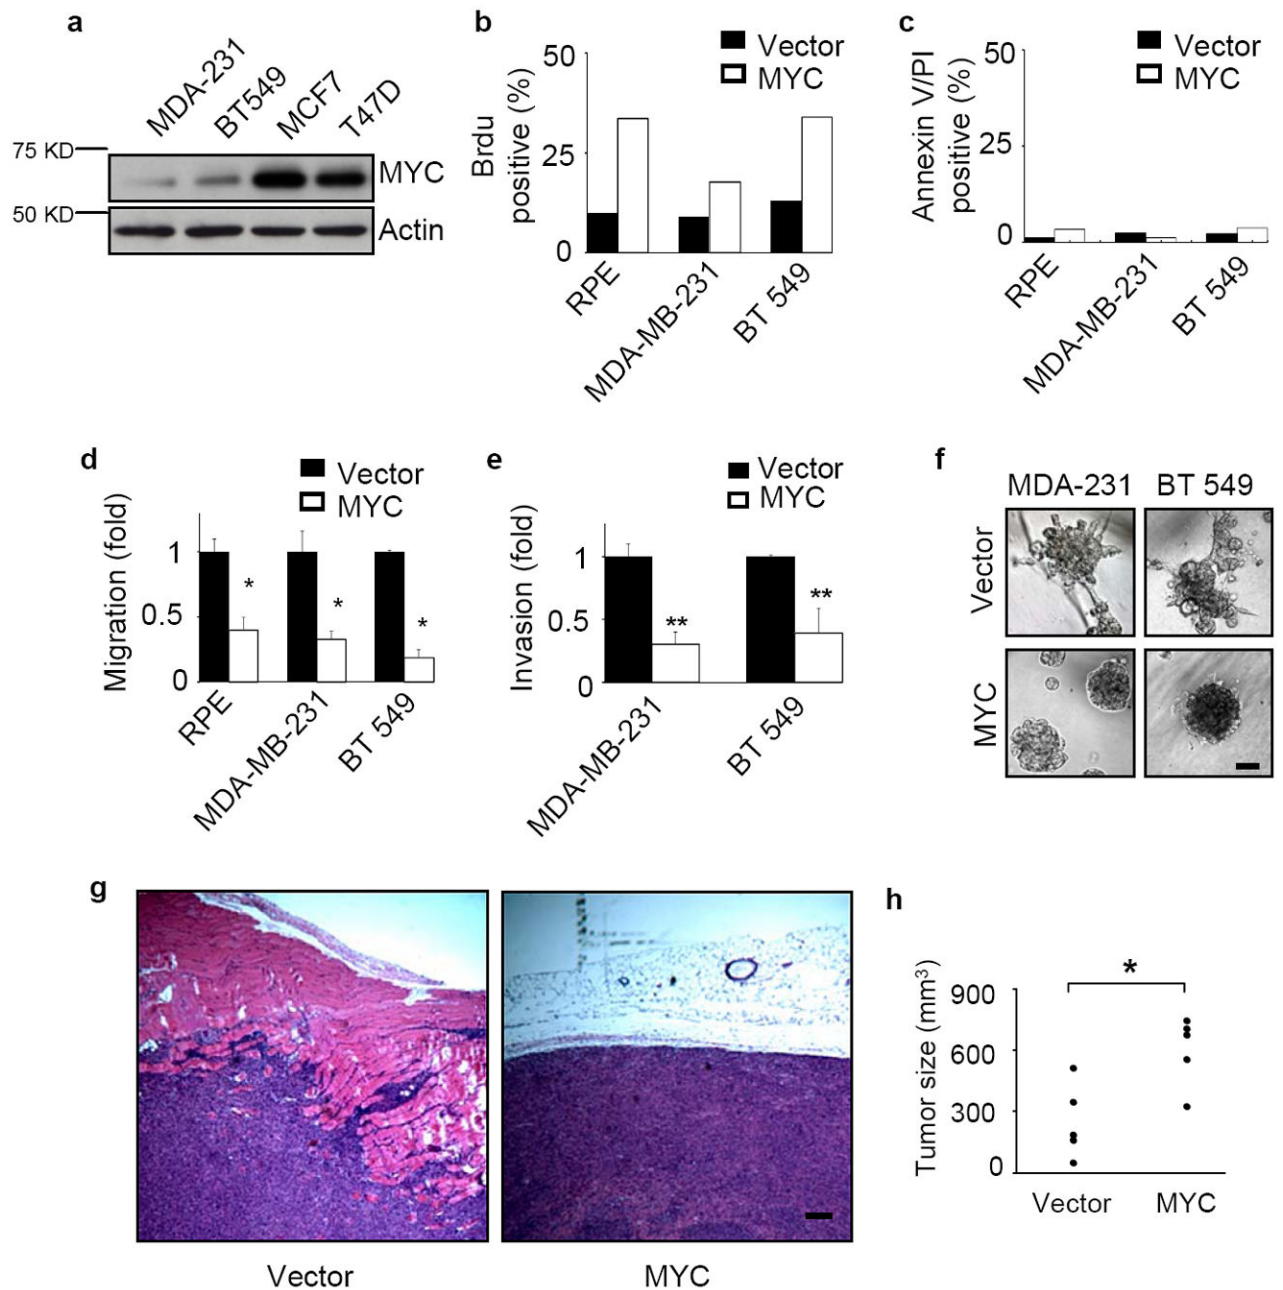 a
MDA-231
BT549
MCF7
T47D
75 KD
MYC
50 KD
Actin
b
Vector
MYC
Brdu
positive (%)
50
25
0
RPE
MDA-MB-231
BT 549
c
Vector
MYC
Annexin V/PI
positive (%)
50
25
0
RPE
MDA-MB-231
BT 549
d
Vector
MYC
Migration (fold)
1
0.5
0
*
*
*
RPE
MDA-MB-231
BT 549
e
Vector
MYC
Invasion (fold)
1
0.5
0
**
**
MDA-MB-231
BT 549
f
MDA-231 BT 549
Vector
MYC
g
Vector
MYC
h
Tumor size (mm³)
*
900
600
300
0
Vector
MYC